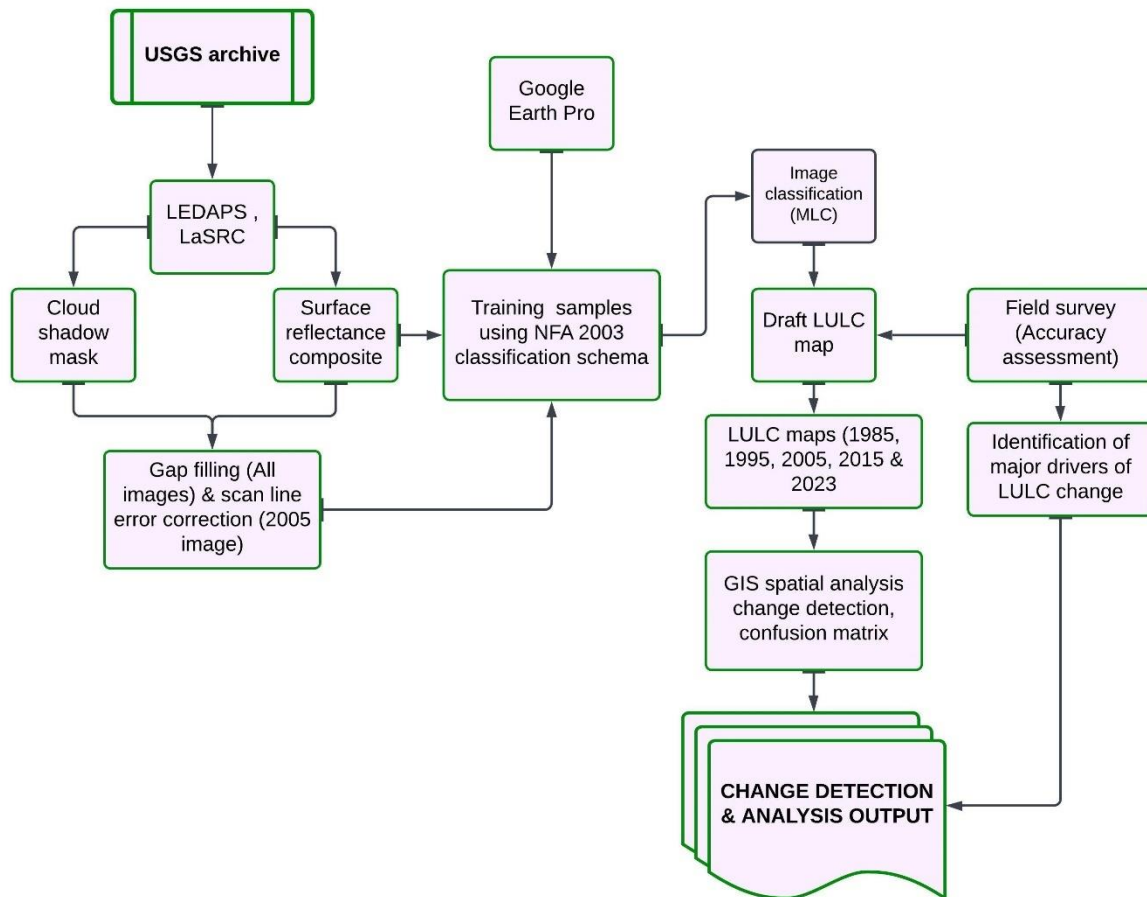 USGS archive
LEDAPS ,
LaSRC
Cloud
shadow
mask
Surface
reflectance
composite
Gap filling (All
images) & scan line
error correction (2005
image)
Google
Earth Pro
Training samples
using NFA 2003
classification schema
Image
classification
(MLC)
Draft LULC
map
Field survey
(Accuracy
assessment)
LULC maps (1985,
1995, 2005, 2015 &
2023
Identification of
major drivers of
LULC change
GIS spatial analysis
change detection,
confusion matrix
CHANGE DETECTION
& ANALYSIS OUTPUT